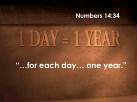 Numbers 14:34
1 DAY = 1 YEAR
“…for each day… one year.”